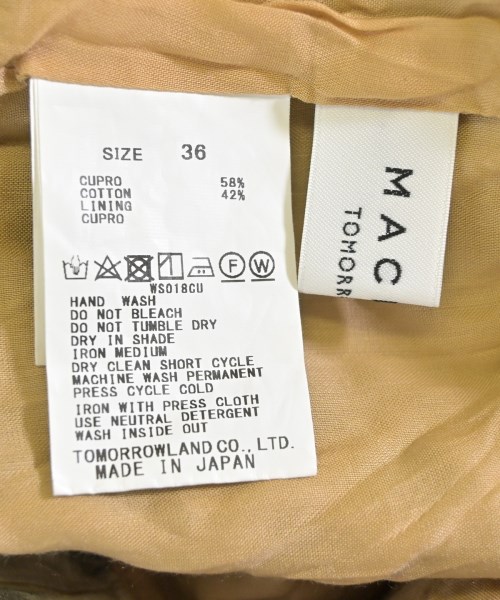 SIZE 36
CUPRO 58%
COTTON 42%
LINING
CUPRO
F W
WS018CU
HAND WASH
DO NOT BLEACH
DO NOT TUMBLE DRY
DRY IN SHADE
IRON MEDIUM
DRY CLEAN SHORT CYCLE
MACHINE WASH PERMANENT
PRESS CYCLE COLD
IRON WITH PRESS CLOTH
USE NEUTRAL DETERGENT
WASH INSIDE OUT
TOMORROWLAND CO., LTD.
MADE IN JAPAN
MAC
TOMORR